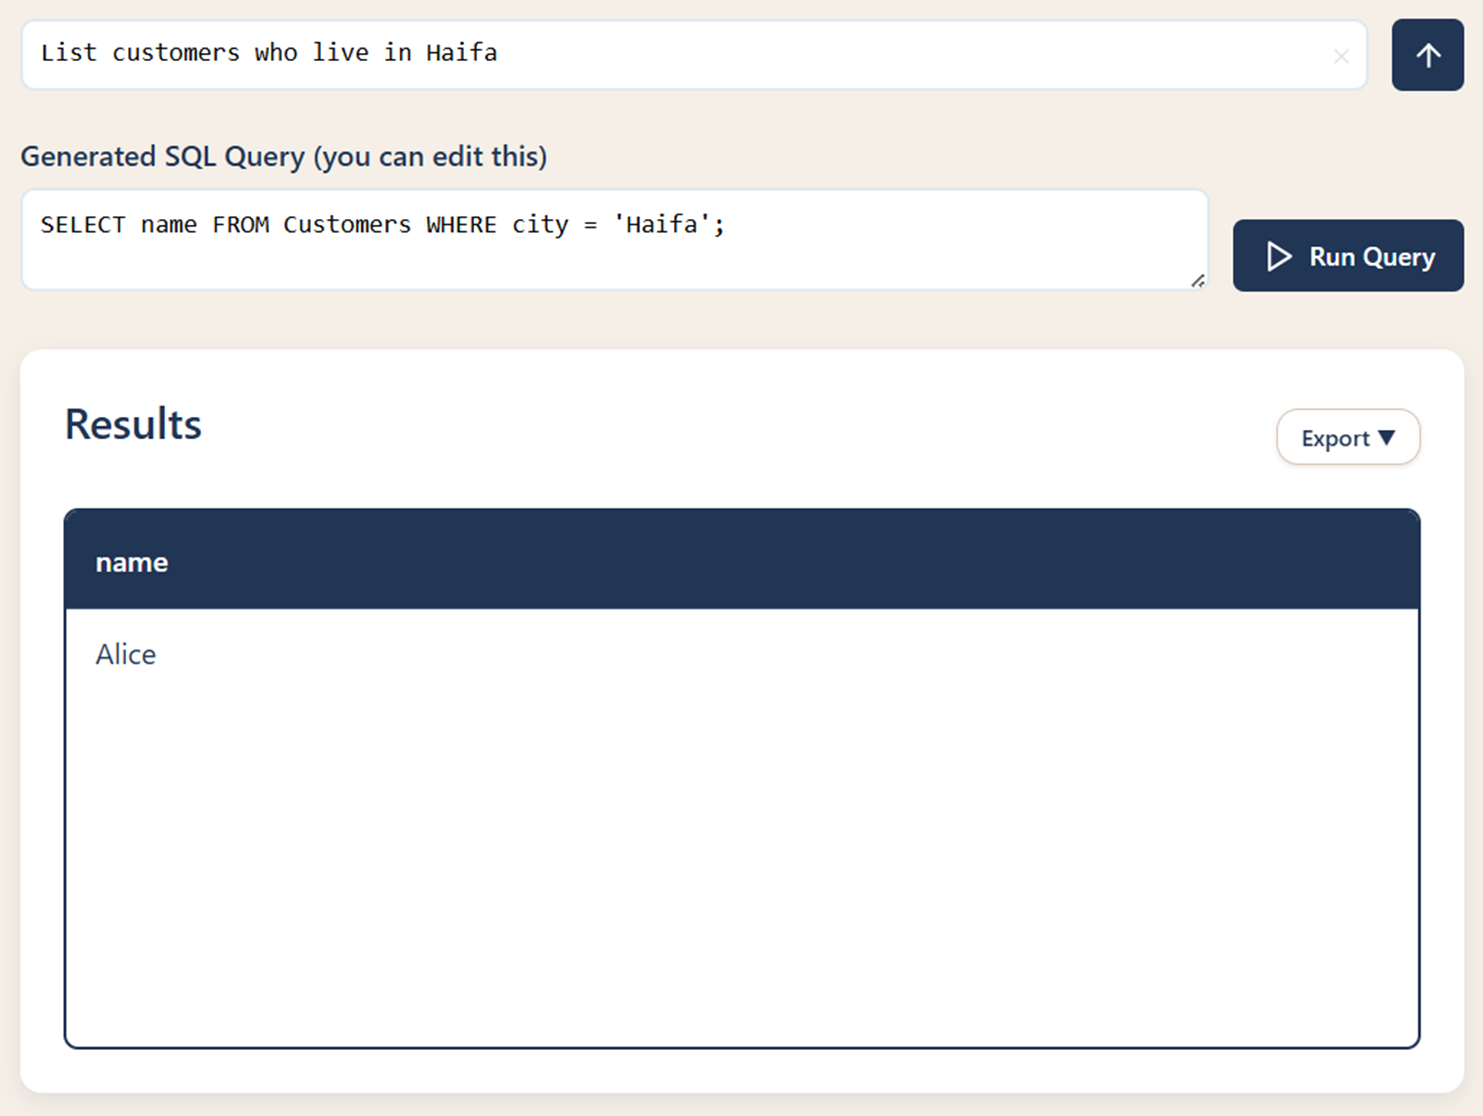 List customers who live in Haifa
Generated SQL Query (you can edit this)
SELECT name FROM Customers WHERE city = 'Haifa';
Run Query
Results
Export ▼
name
Alice